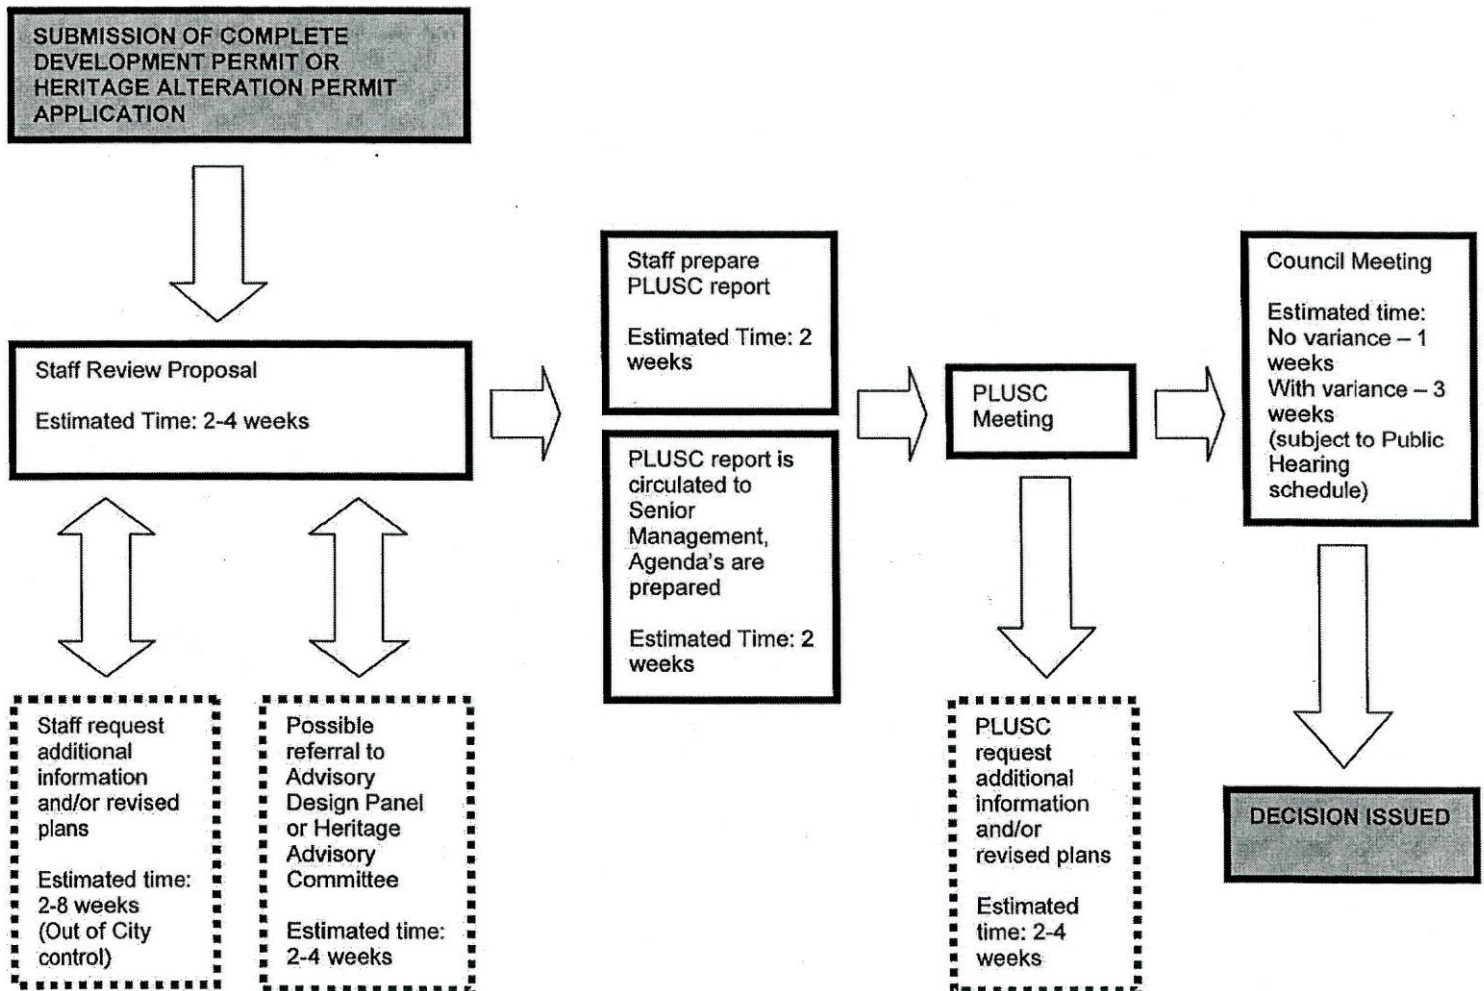 SUBMISSION OF COMPLETE
DEVELOPMENT PERMIT OR
HERITAGE ALTERATION PERMIT
APPLICATION
Staff Review Proposal
Estimated Time: 2-4 weeks
Staff request
additional
information
and/or revised
plans
Estimated time:
2-8 weeks
(Out of City
control)
Possible
referral to
Advisory
Design Panel
or Heritage
Advisory
Committee
Estimated time:
2-4 weeks
Staff prepare
PLUSC report
Estimated Time: 2
weeks
PLUSC report is
circulated to
Senior
Management,
Agenda's are
prepared
Estimated Time: 2
weeks
PLUSC
Meeting
PLUSC
request
additional
information
and/or
revised plans
Estimated
time: 2-4
weeks
Council Meeting
Estimated time:
No variance – 1
weeks
With variance – 3
weeks
(subject to Public
Hearing
schedule)
DECISION ISSUED